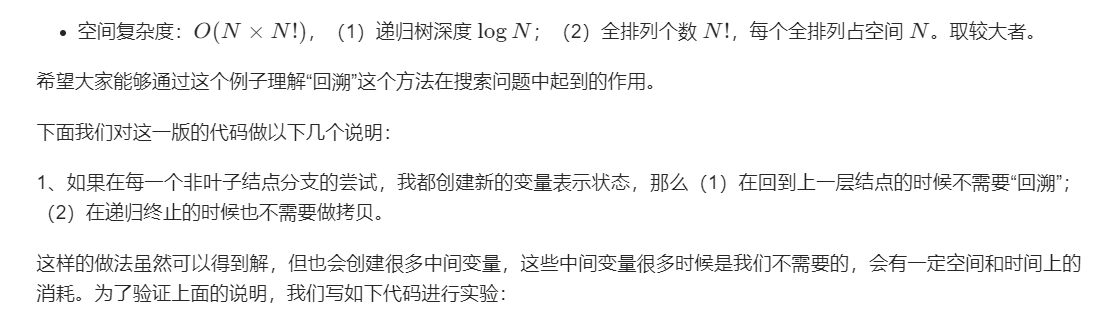 • 空间复杂度：O(N × N!)，（1）递归树深度 log N；（2）全排列个数 N!，每个全排列占空间 N。取较大者。
希望大家能够通过这个例子理解“回溯”这个方法在搜索问题中起到的作用。
下面我们对这一版的代码做以下几个说明：
1、如果在每一个非叶子结点分支的尝试，我都创建新的变量表示状态，那么（1）在回到上一层结点的时候不需要“回溯”；
（2）在递归终止的时候也不需要做拷贝。
这样的做法虽然可以得到解，但也会创建很多中间变量，这些中间变量很多时候是我们不需要的，会有一定空间和时间上的
消耗。为了验证上面的说明，我们写如下代码进行实验：